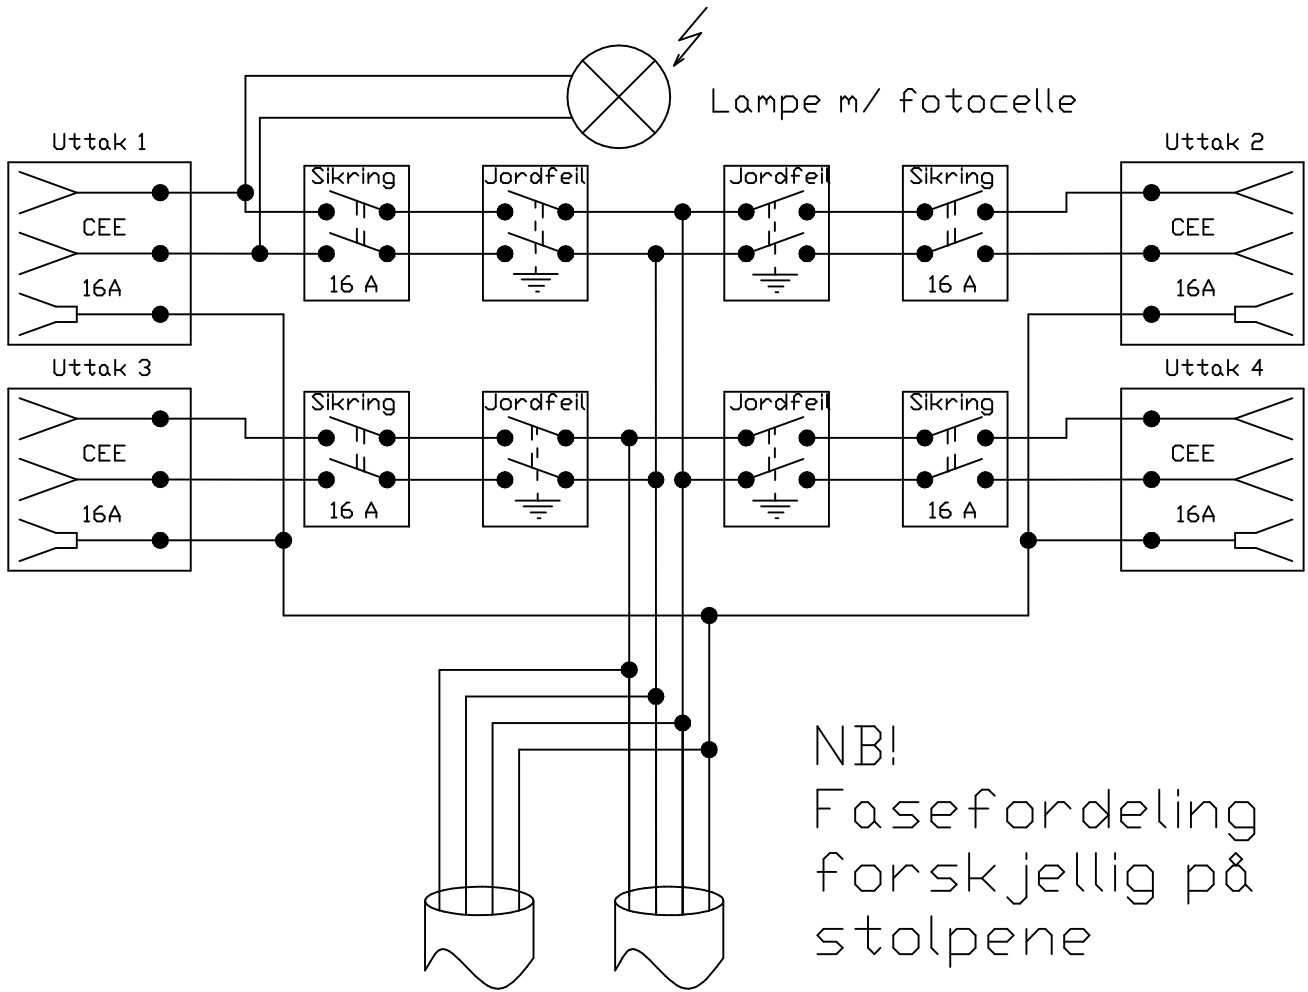 Lampe m/ fotocelle
Uttak 1
Uttak 2
Sikring
Jordfeil
Jordfeil
Sikring
CEE
CEE
16A
16 A
16 A
16A
Uttak 3
Uttak 4
Sikring
Jordfeil
Jordfeil
Sikring
CEE
CEE
16A
16 A
16 A
16A
NB!
Fasefordeling
forskjellig på
stolpene